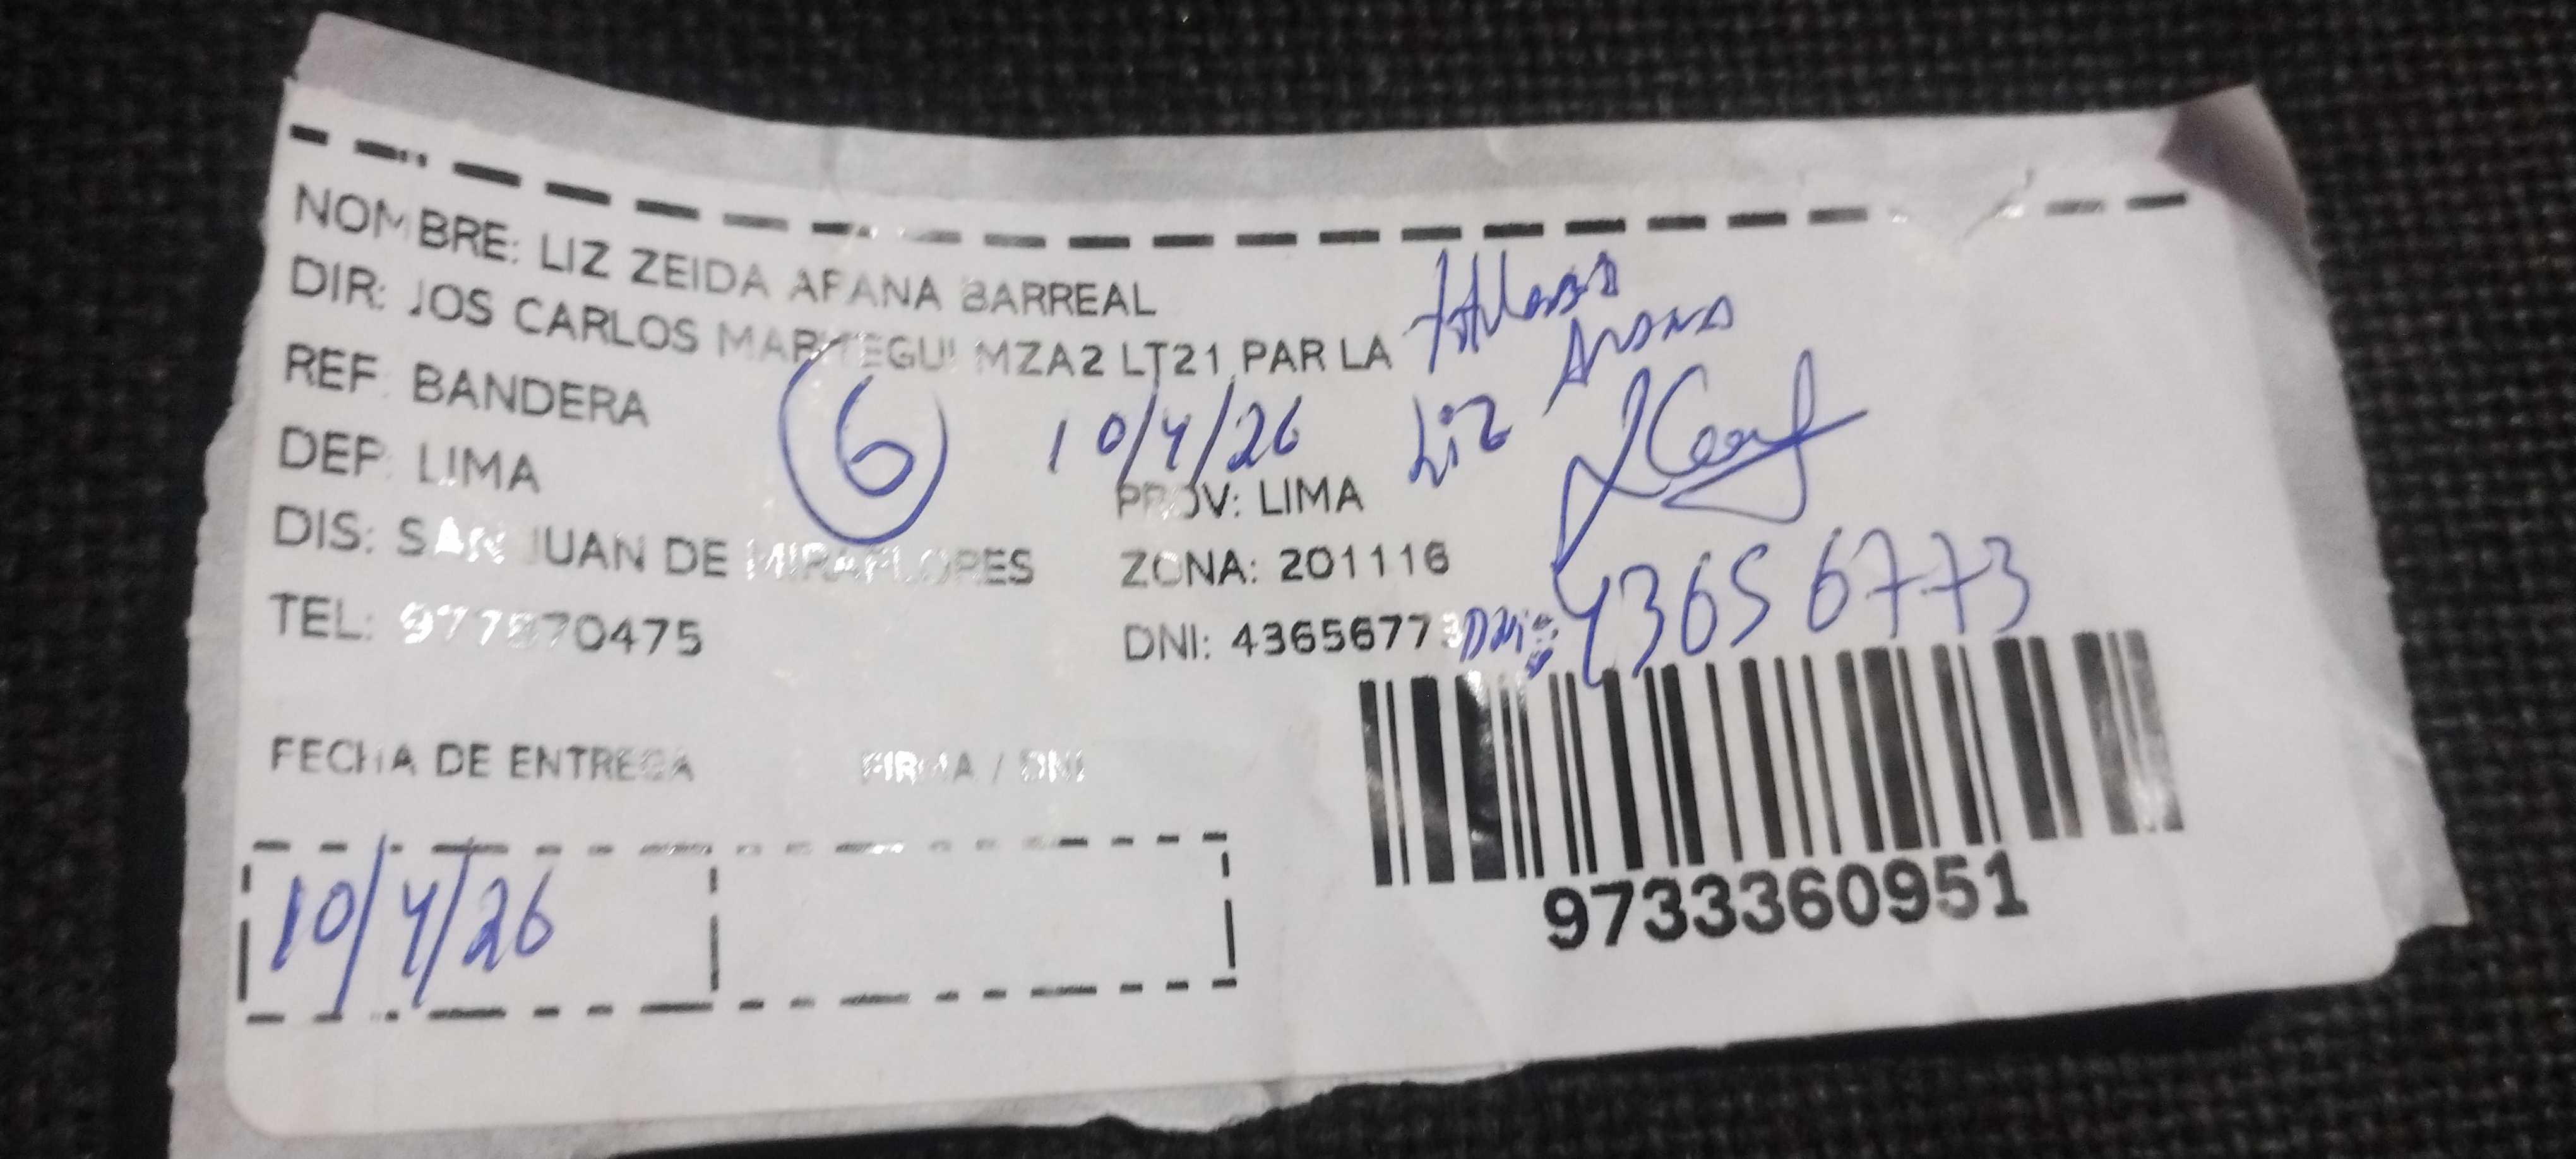 NOMBRE: LIZ ZEIDA ARANA BARREAL
DIR: JOS CARLOS MARITEGUI MZA2 LT21 PAR LA
REF: BANDERA
Arana
6
10/4/26
Liz
DEP: LIMA
PROV: LIMA
DIS: SAN JUAN DE MIRAFLORES
ZONA: 201116
TEL: 977870475
DNI: 43656773
DNI: 43656773
FECHA DE ENTREGA
FIRMA / DNI
10/4/26
9733360951